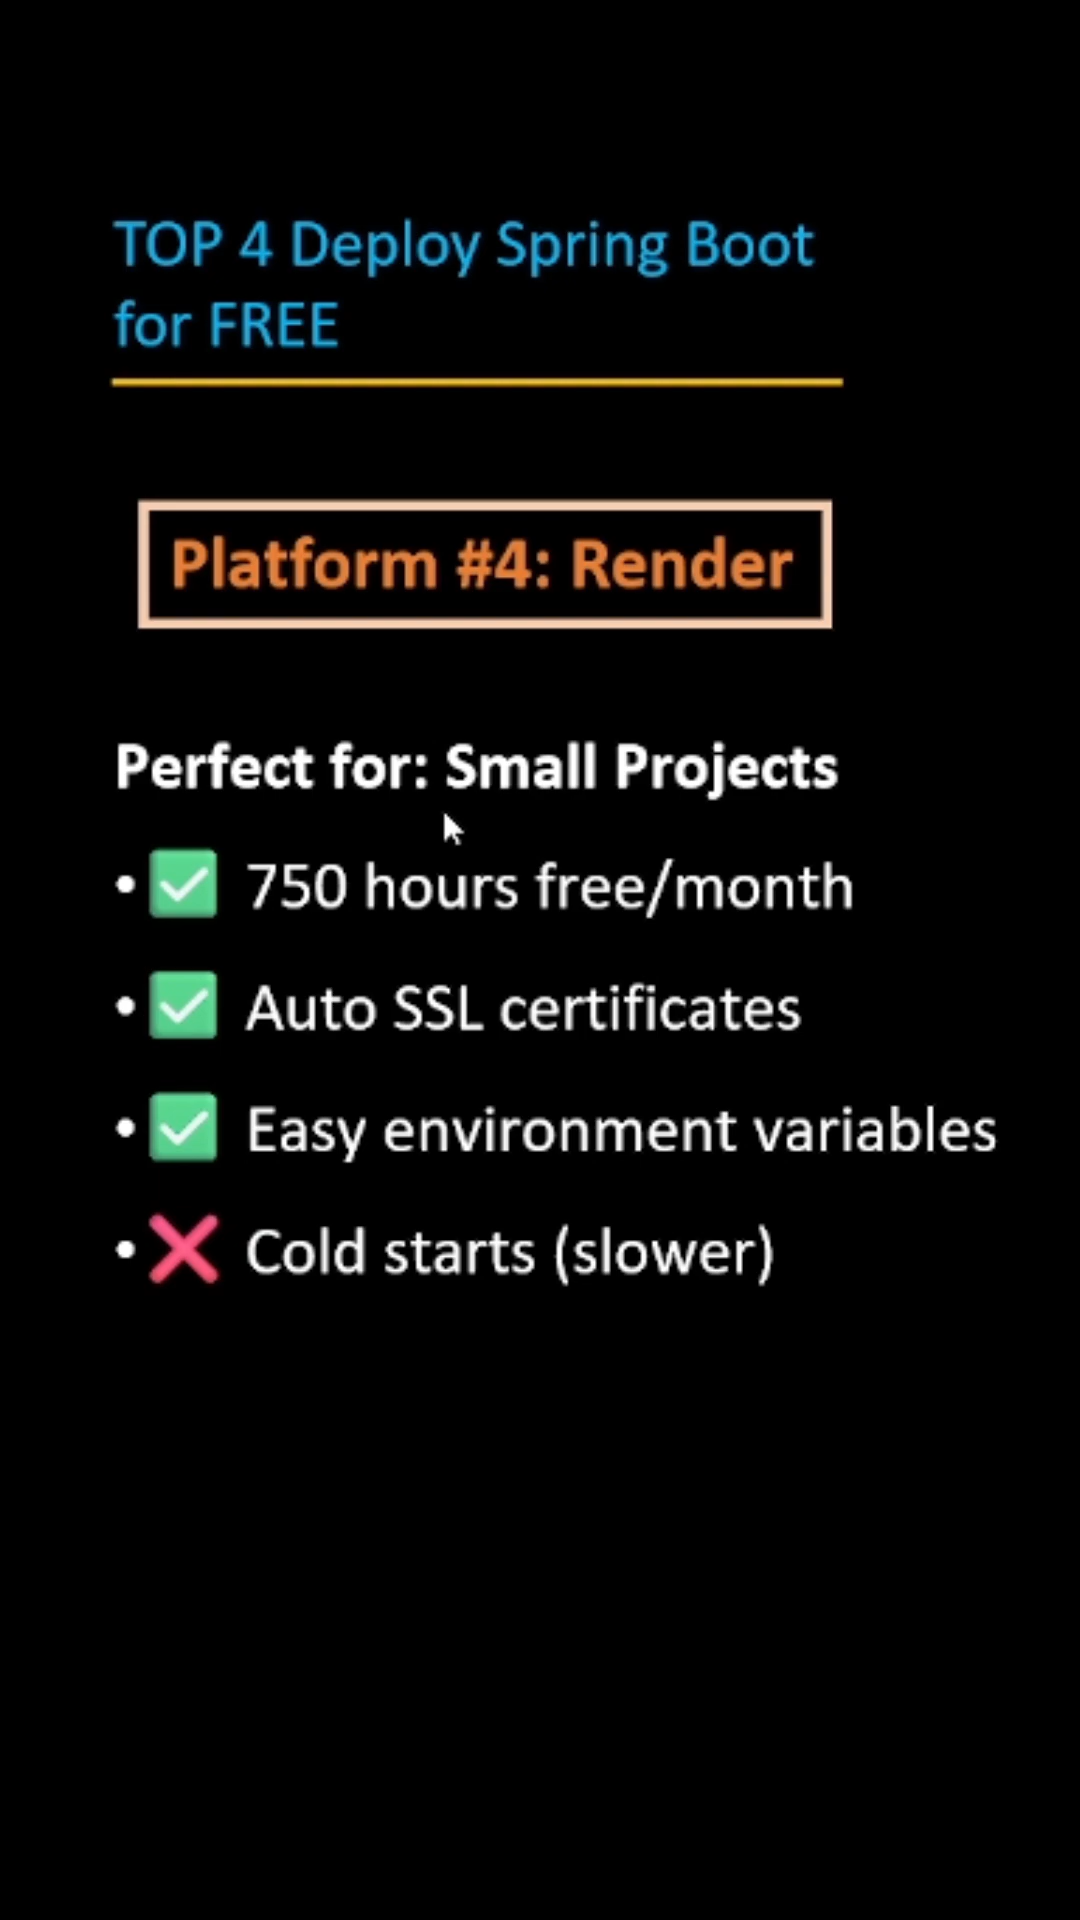 TOP 4 Deploy Spring Boot
for FREE
Platform #4: Render
Perfect for: Small Projects
• ✅ 750 hours free/month
• ✅ Auto SSL certificates
• ✅ Easy environment variables
• ❌ Cold starts (slower)